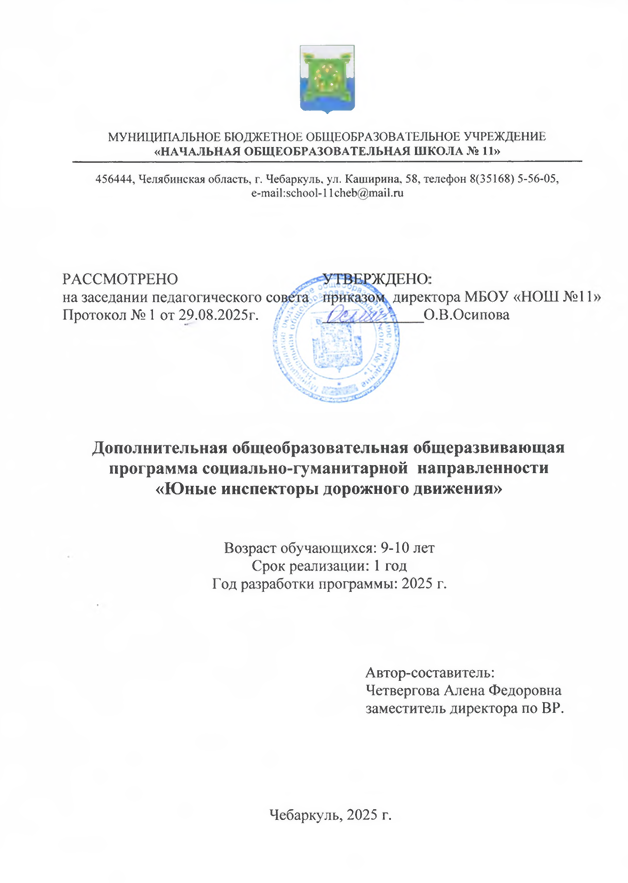 МУНИЦИПАЛЬНОЕ БЮДЖЕТНОЕ ОБЩЕОБРАЗОВАТЕЛЬНОЕ УЧРЕЖДЕНИЕ
«НАЧАЛЬНАЯ ОБЩЕОБРАЗОВАТЕЛЬНАЯ ШКОЛА № 11»
456444, Челябинская область, г. Чебаркуль, ул. Каширина, 58, телефон 8(35168) 5-56-05,
e-mail:school-11cheb@mail.ru
РАССМОТРЕНО
на заседании педагогического совета
Протокол № 1 от 29.08.2025г.
УТВЕРЖДЕНО:
приказом директора МБОУ «НОШ №11»
О.В.Осипова
Дополнительная общеобразовательная общеразвивающая
программа социально-гуманитарной направленности
«Юные инспекторы дорожного движения»
Возраст обучающихся: 9-10 лет
Срок реализации: 1 год
Год разработки программы: 2025 г.
Автор-составитель:
Четвергова Алена Федоровна
заместитель директора по ВР.
Чебаркуль, 2025 г.